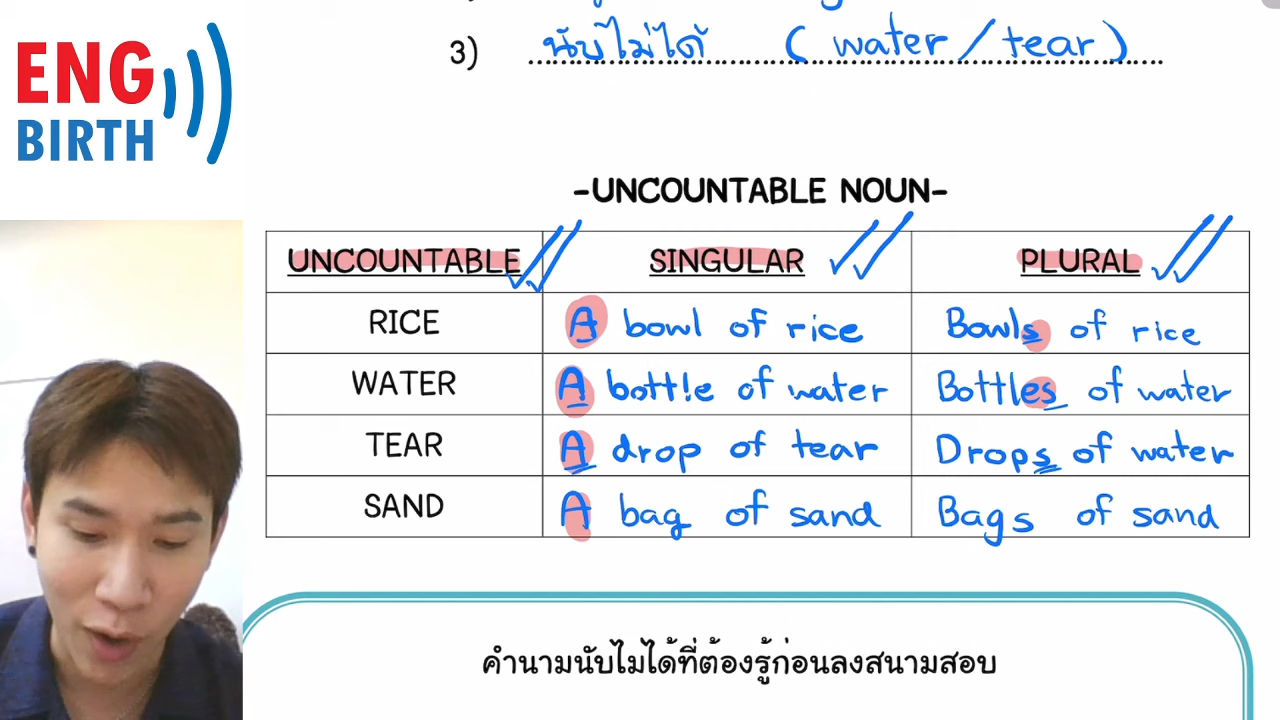 ENG
BIRTH
3) นับไม่ได้ ( water / tear )
-UNCOUNTABLE NOUN-
UNCOUNTABLE SINGULAR PLURAL
RICE A bowl of rice Bowls of rice
WATER A bottle of water Bottles of water
TEAR A drop of tear Drops of water
SAND A bag of sand Bags of sand
คำนามนับไม่ได้ที่ต้องรู้ก่อนลงสนามสอบ